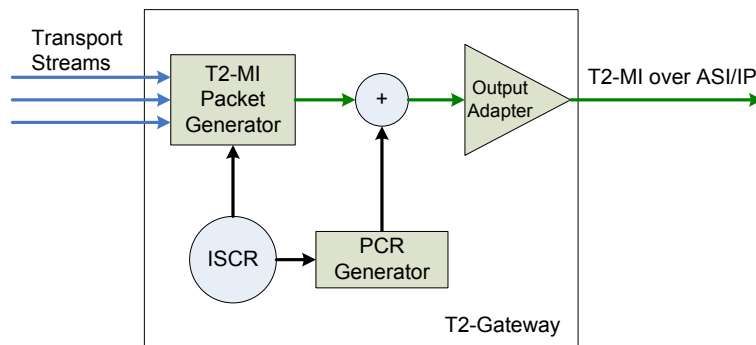 Transport
Streams
T2-MI
Packet
Generator
+
Output
Adapter
T2-MI over ASI/IP
ISCR
PCR
Generator
T2-Gateway